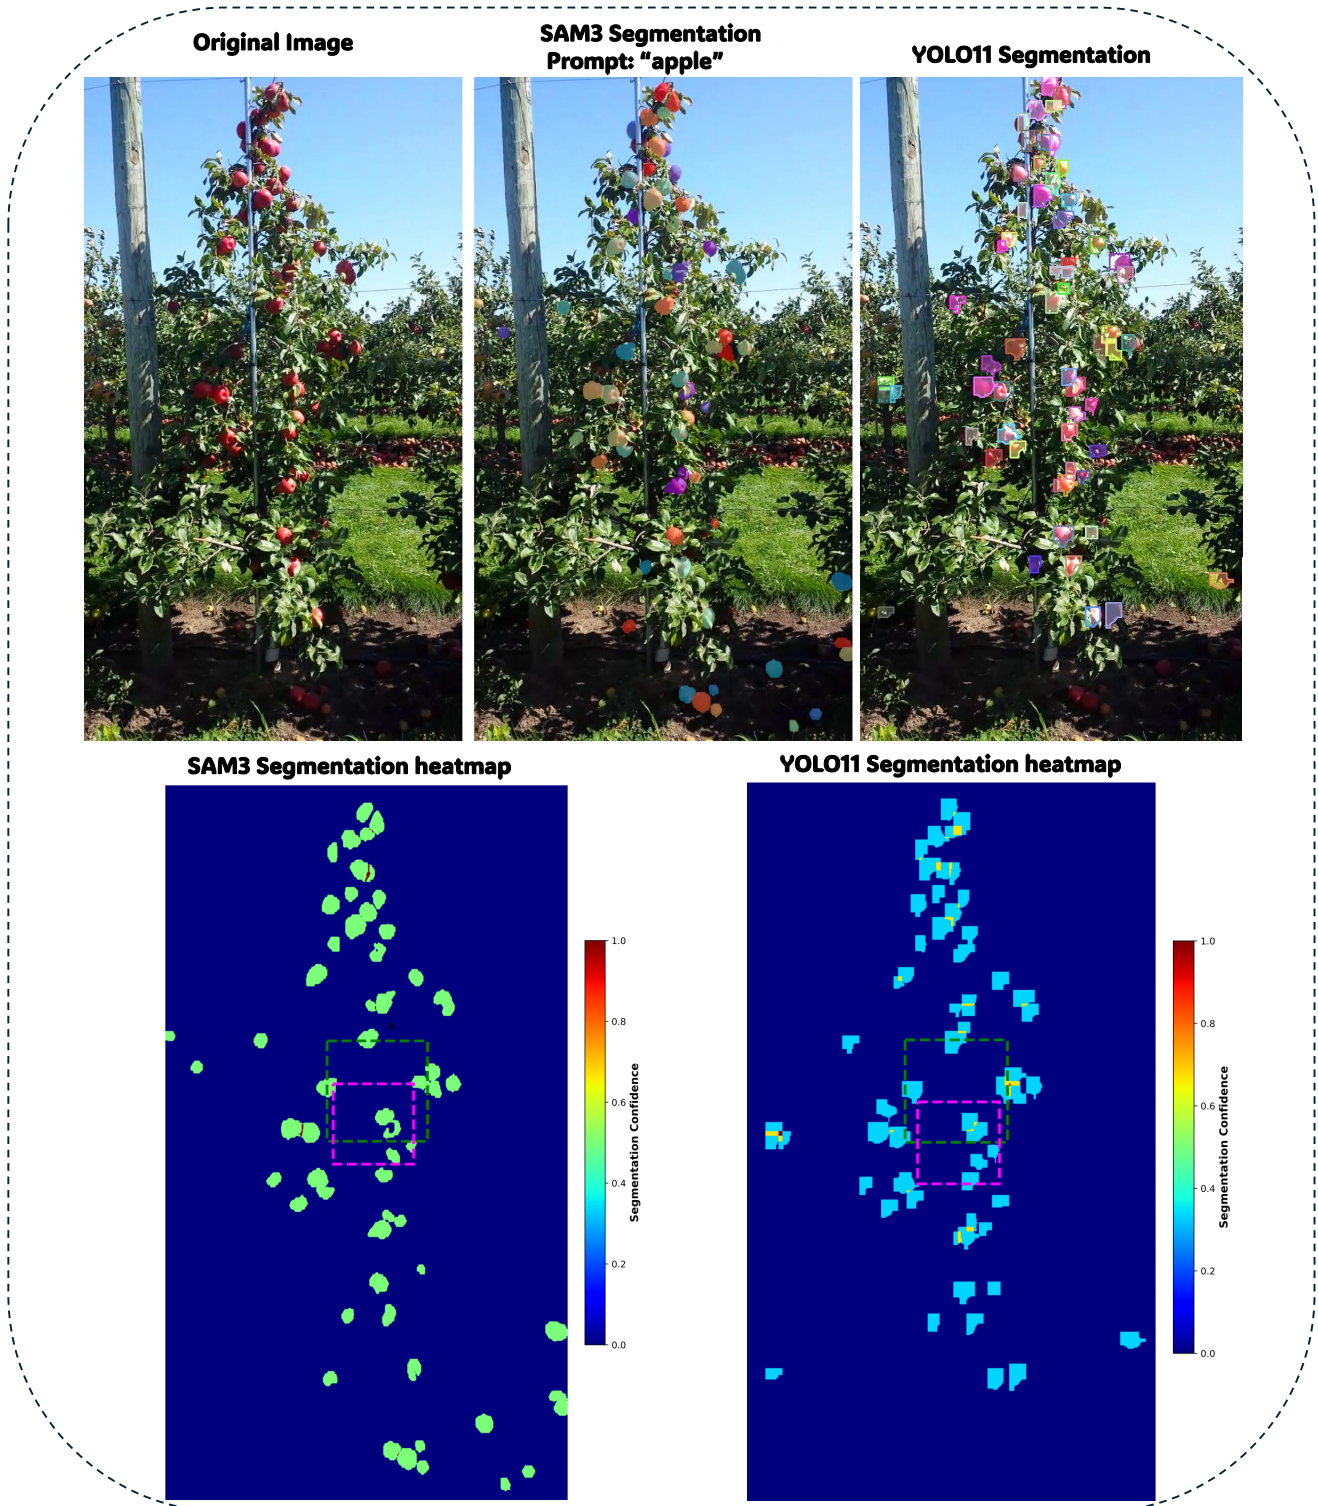 Original Image
SAM3 Segmentation
Prompt: “apple”
YOLO11 Segmentation
SAM3 Segmentation heatmap
YOLO11 Segmentation heatmap
1.0
0.8
0.6
0.4
0.2
0.0
Segmentation Confidence
1.0
0.8
0.6
0.4
0.2
0.0
Segmentation Confidence